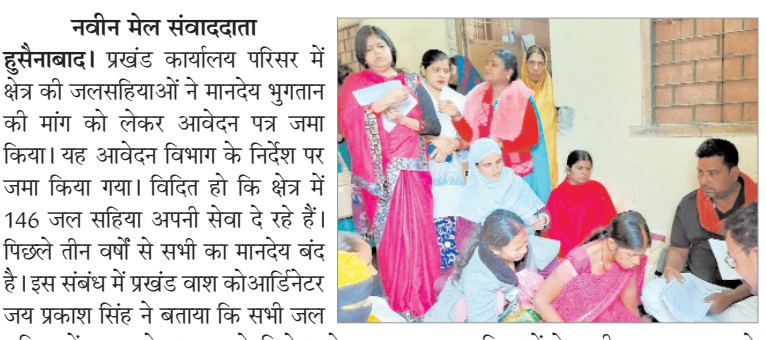 नवीन मेल संवाददाता
हुसैनाबाद। प्रखंड कार्यालय परिसर में
क्षेत्र की जलसहियाओं ने मानदेय भुगतान
की मांग को लेकर आवेदन पत्र जमा
किया। यह आवेदन विभाग के निर्देश पर
जमा किया गया। विदित हो कि क्षेत्र में
146 जल सहिया अपनी सेवा दे रहे हैं।
पिछले तीन वर्षों से सभी का मानदेय बंद
है। इस संबंध में प्रखंड वाश कोआर्डिनेटर
जय प्रकाश सिंह ने बताया कि सभी जल